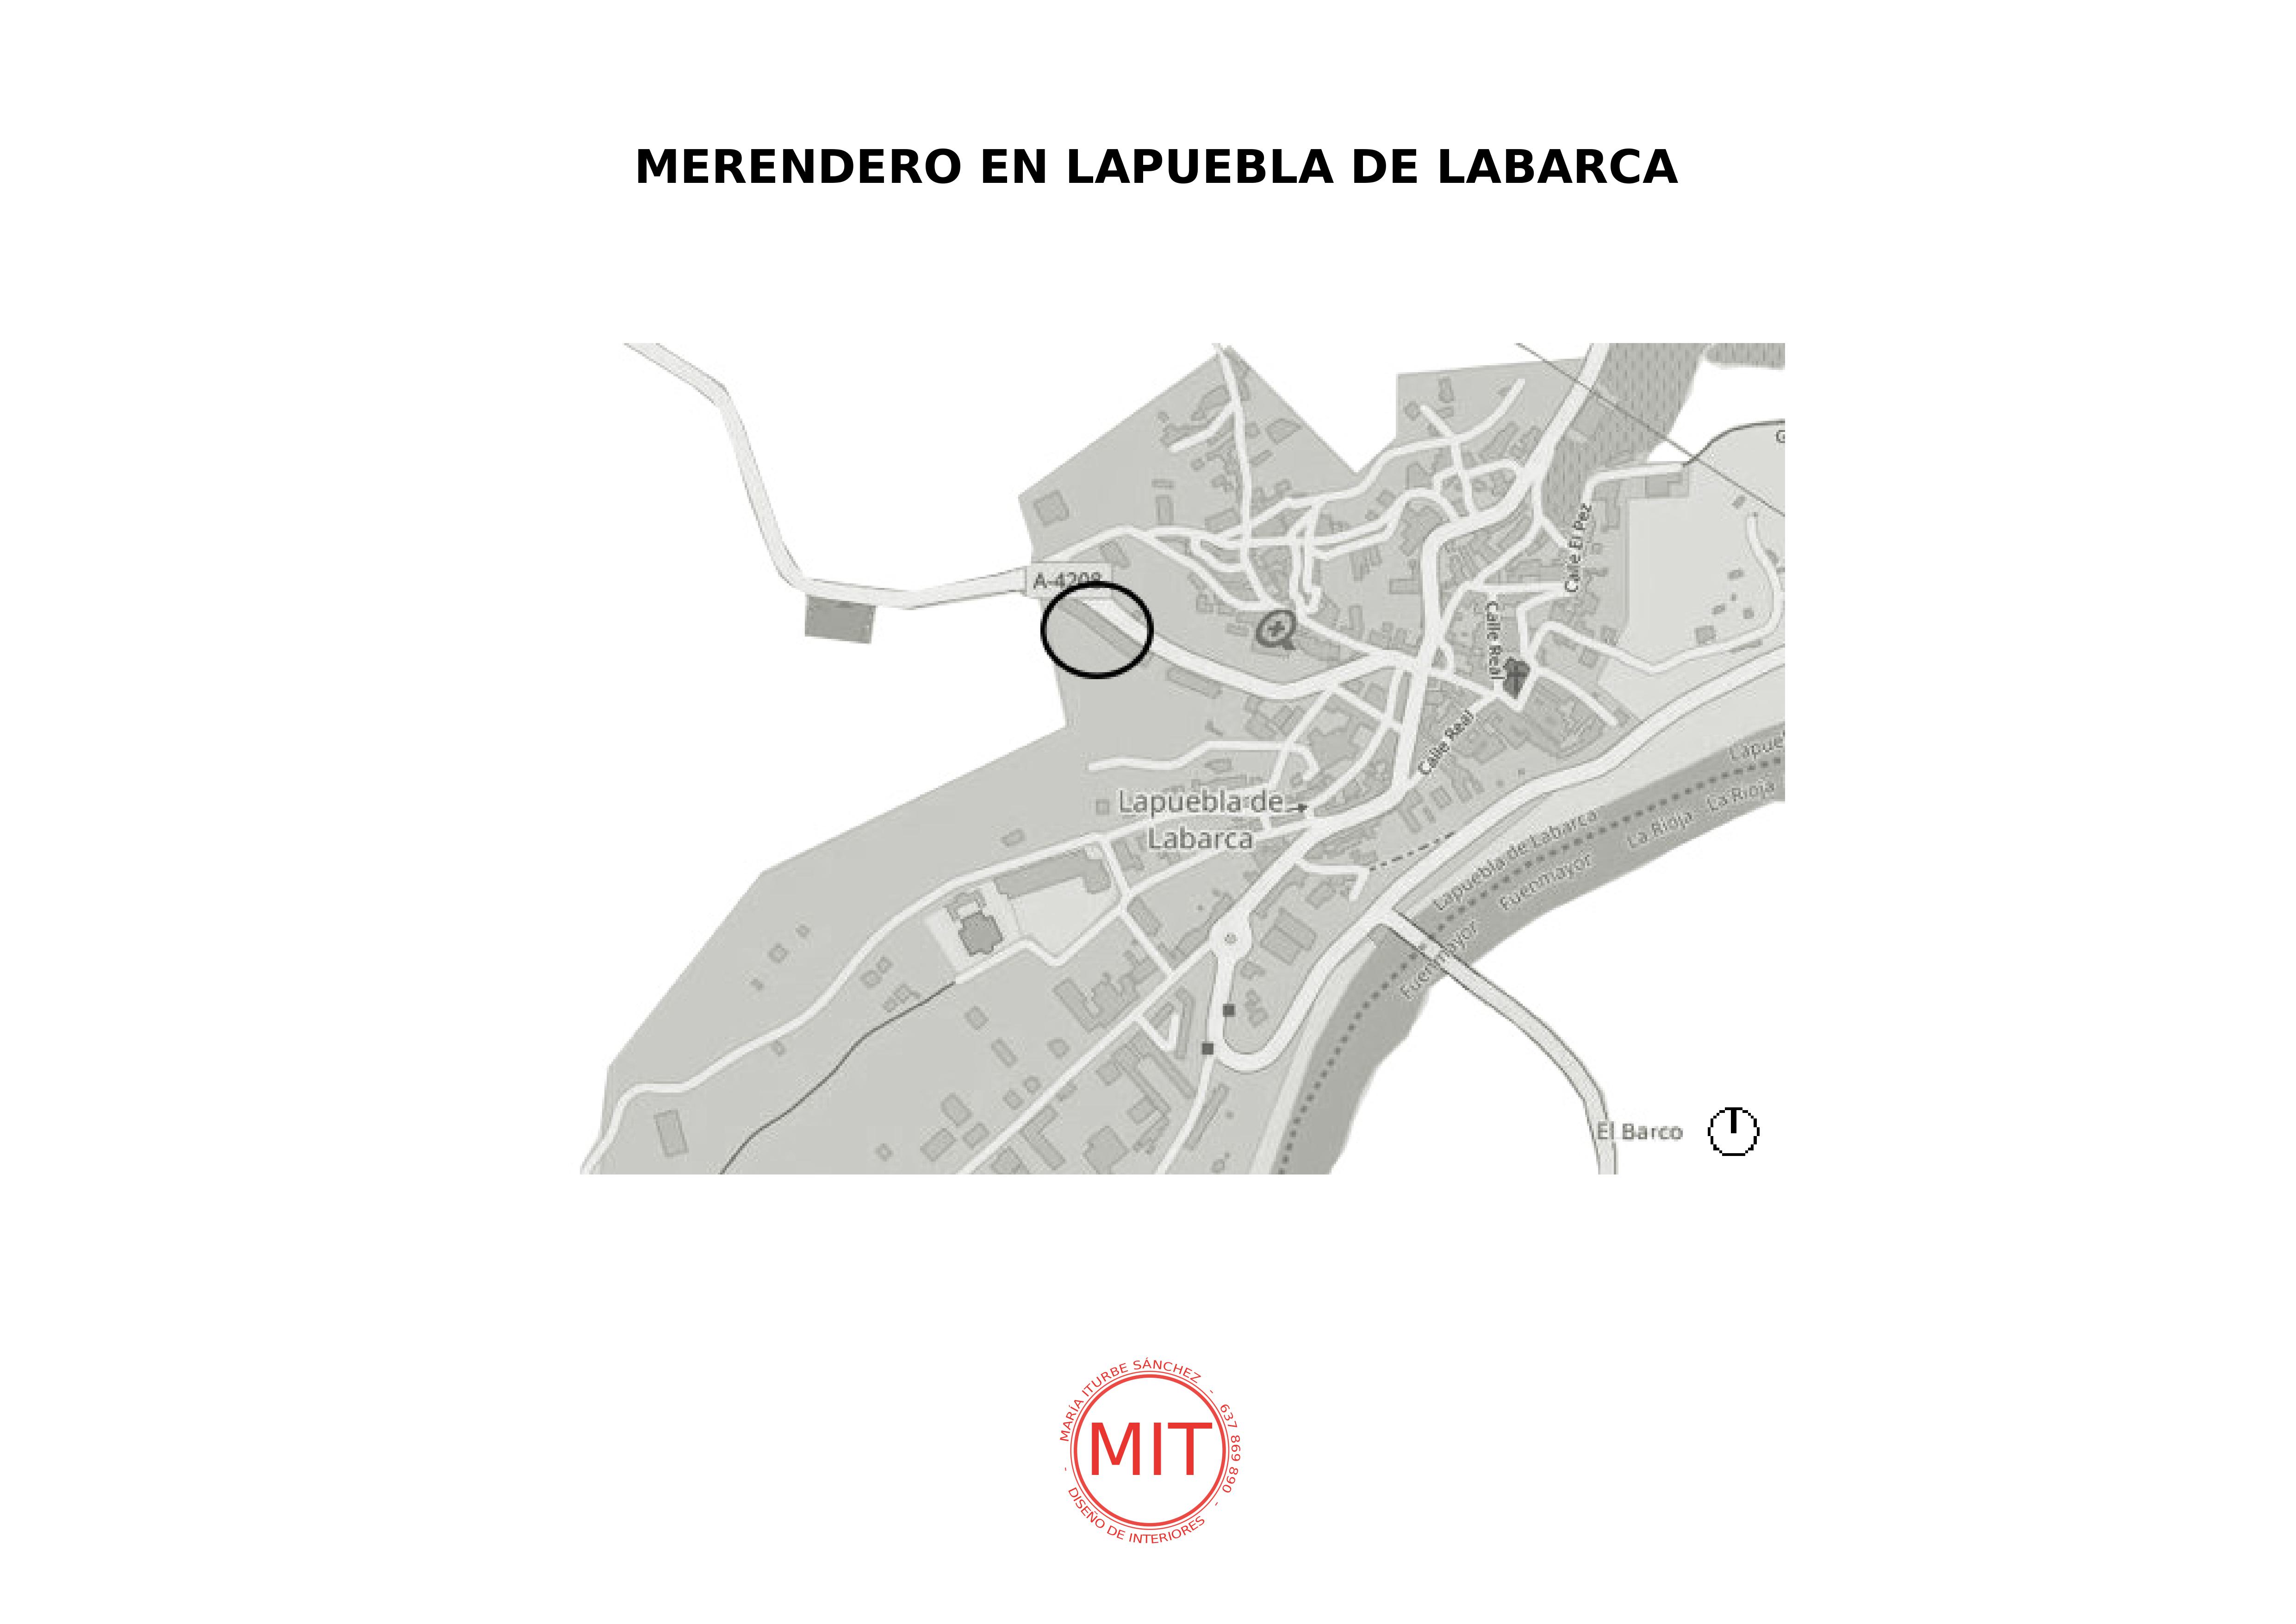 MERENDERO EN LAPUEBLA DE LABARCA
G
A-4208
Calle El Pez
Calle Real
Calle Real
Lapuebla de
Labarca
Lapue
La Rioja
La Rioja
Lapuebla de Labarca
Fuenmayor
Fuenmayor
El Barco
MARÍA ITURBE SÁNCHEZ - 637 869 890 -
MIT
DISEÑO DE INTERIORES -